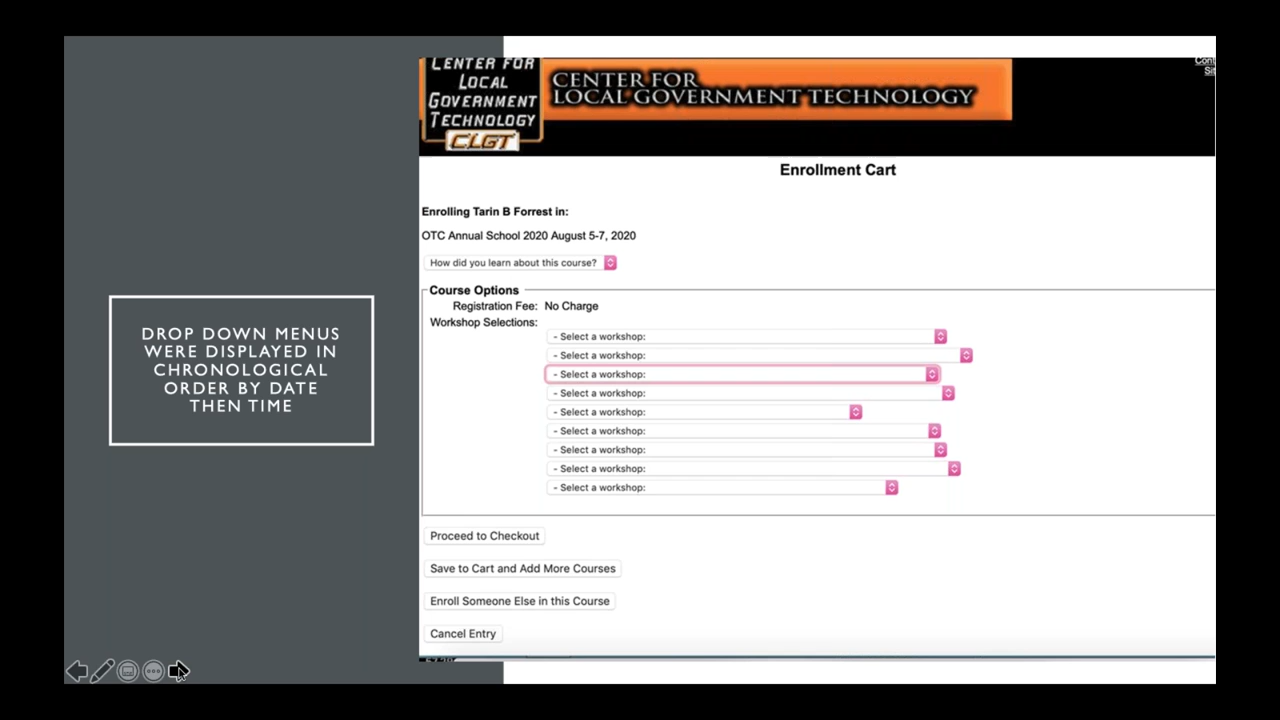 DROP DOWN MENUS
WERE DISPLAYED IN
CHRONOLOGICAL
ORDER BY DATE
THEN TIME
CENTER FOR
LOCAL
GOVERNMENT
TECHNOLOGY
CLGT
CENTER FOR
LOCAL GOVERNMENT TECHNOLOGY
Enrollment Cart
Enrolling Tarin B Forrest in:
OTC Annual School 2020 August 5-7, 2020
How did you learn about this course?
Course Options
Registration Fee: No Charge
Workshop Selections:
- Select a workshop:
- Select a workshop:
- Select a workshop:
- Select a workshop:
- Select a workshop:
- Select a workshop:
- Select a workshop:
- Select a workshop:
- Select a workshop:
Proceed to Checkout
Save to Cart and Add More Courses
Enroll Someone Else in this Course
Cancel Entry